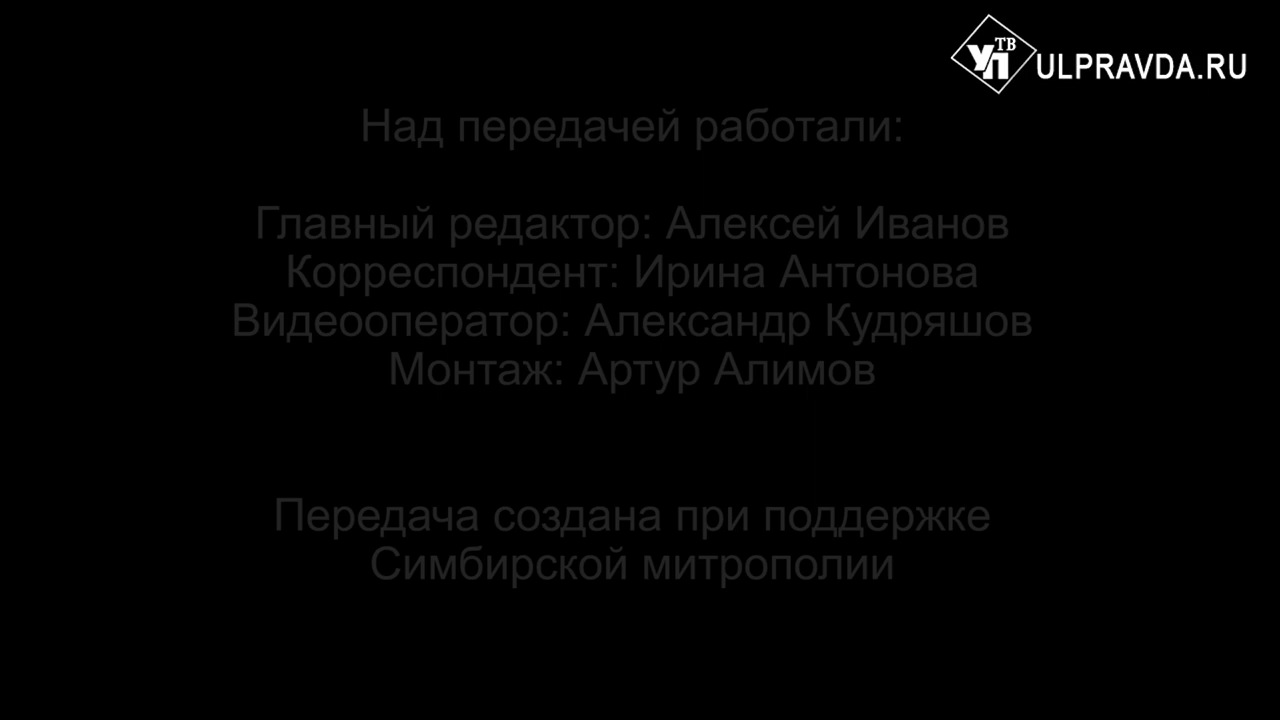 ТВ
УП
ULPRAVDA.RU
Над передачей работали:
Главный редактор: Алексей Иванов
Корреспондент: Ирина Антонова
Видеооператор: Александр Кудряшов
Монтаж: Артур Алимов
Передача создана при поддержке
Симбирской митрополии